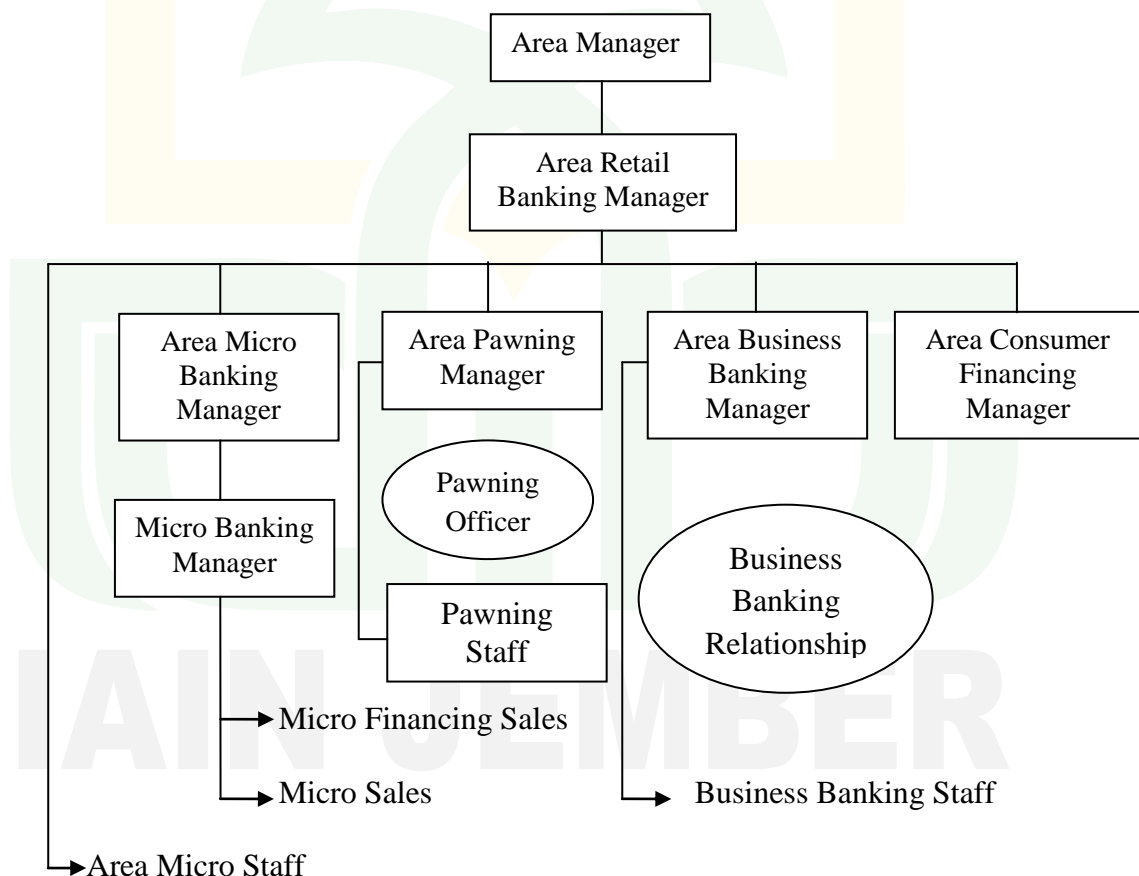 Area Manager
Area Retail
Banking Manager
Area Micro
Banking
Manager
Area Pawning
Manager
Area Business
Banking
Manager
Area Consumer
Financing
Manager
Pawning
Officer
Micro Banking
Manager
Business
Banking
Relationship
Pawning
Staff
IAIN JEMBER
Micro Financing Sales
Micro Sales
Business Banking Staff
Area Micro Staff